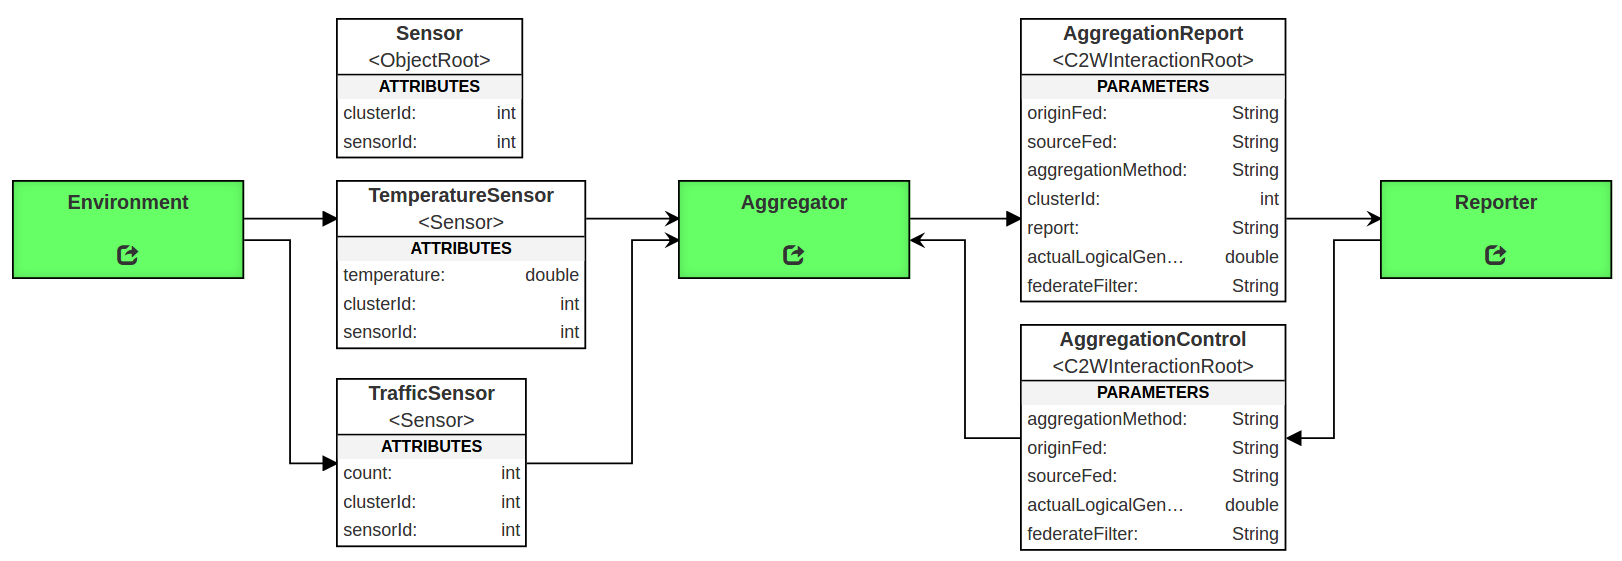 Environment
Sensor
<ObjectRoot>
ATTRIBUTES
clusterId: int
sensorId: int
TemperatureSensor
<Sensor>
ATTRIBUTES
temperature: double
clusterId: int
sensorId: int
TrafficSensor
<Sensor>
ATTRIBUTES
count: int
clusterId: int
sensorId: int
Aggregator
AggregationReport
<C2WInteractionRoot>
PARAMETERS
originFed: String
sourceFed: String
aggregationMethod: String
clusterId: int
report: String
actualLogicalGen… double
federateFilter: String
AggregationControl
<C2WInteractionRoot>
PARAMETERS
aggregationMethod: String
originFed: String
sourceFed: String
actualLogicalGen… double
federateFilter: String
Reporter